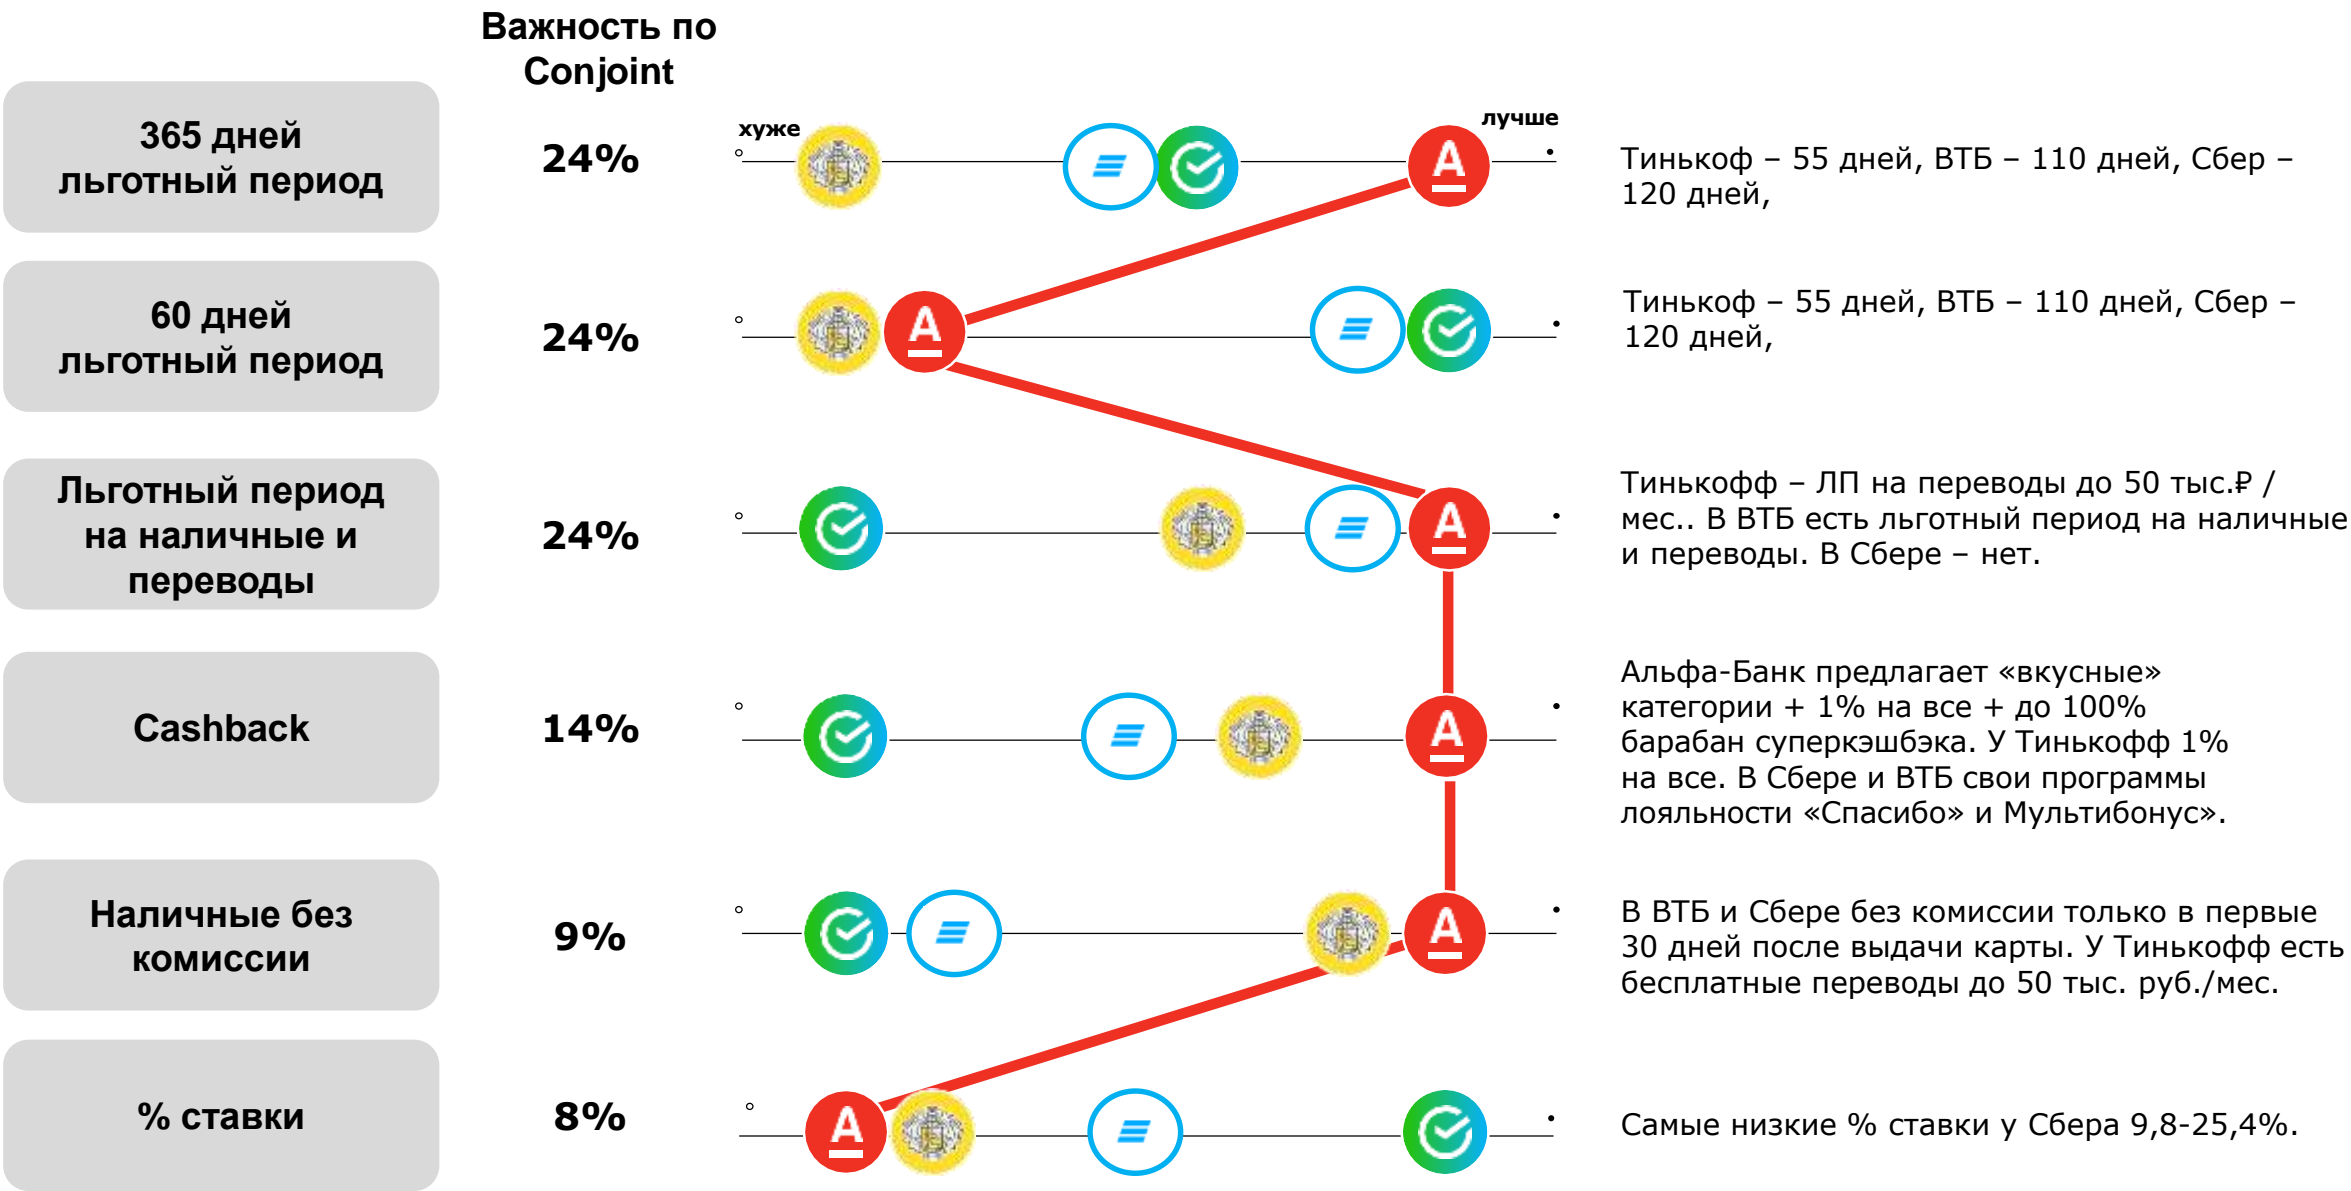 Важность по
Conjoint
365 дней
льготный период
24%
хуже
лучше
Тинькоф – 55 дней, ВТБ – 110 дней, Сбер –
120 дней,
60 дней
льготный период
24%
Тинькоф – 55 дней, ВТБ – 110 дней, Сбер –
120 дней,
Льготный период
на наличные и
переводы
24%
Тинькофф – ЛП на переводы до 50 тыс.₽ /
мес.. В ВТБ есть льготный период на наличные
и переводы. В Сбере – нет.
Cashback
14%
Альфа-Банк предлагает «вкусные»
категории + 1% на все + до 100%
барабан суперкэшбэка. У Тинькофф 1%
на все. В Сбере и ВТБ свои программы
лояльности «Спасибо» и Мультибонус».
Наличные без
комиссии
9%
В ВТБ и Сбере без комиссии только в первые
30 дней после выдачи карты. У Тинькофф есть
бесплатные переводы до 50 тыс. руб./мес.
% ставки
8%
Самые низкие % ставки у Сбера 9,8-25,4%.